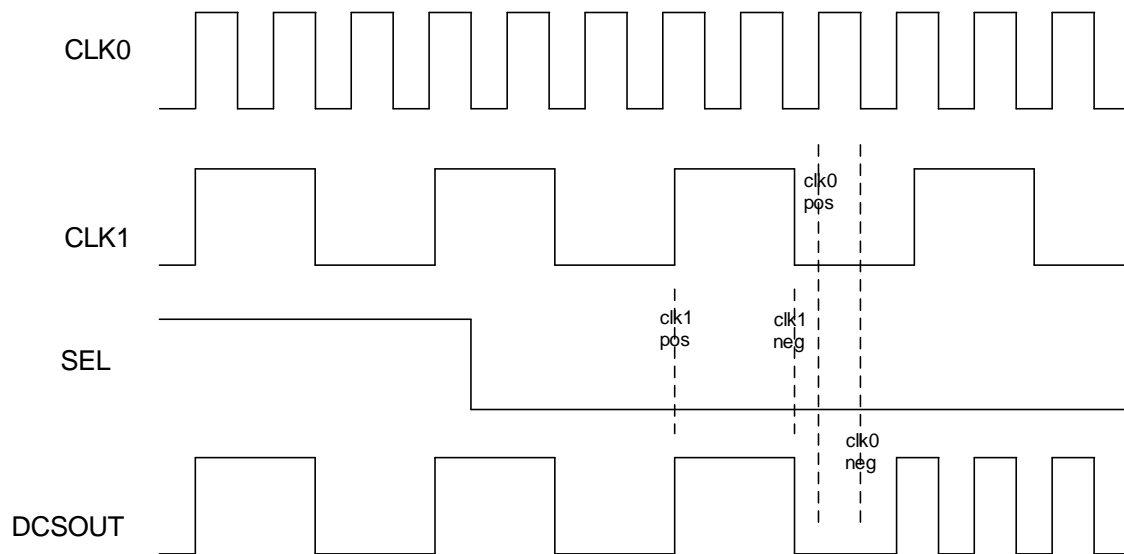 CLK0
clk0
pos
CLK1
clk1
pos
clk1
neg
SEL
clk0
neg
DCSOUT